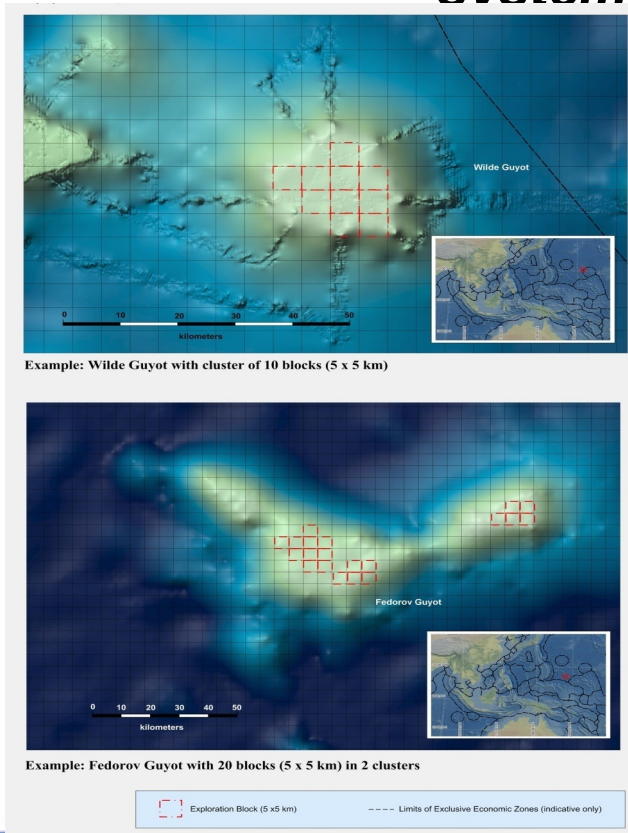 Wilde Guyot
0 10 20 30 40 50
kilometers
Example: Wilde Guyot with cluster of 10 blocks (5 x 5 km)
Fedorov Guyot
0 10 20 30 40 50
kilometers
Example: Fedorov Guyot with 20 blocks (5 x 5 km) in 2 clusters
Exploration Block (5 x5 km)
Limits of Exclusive Economic Zones (indicative only)